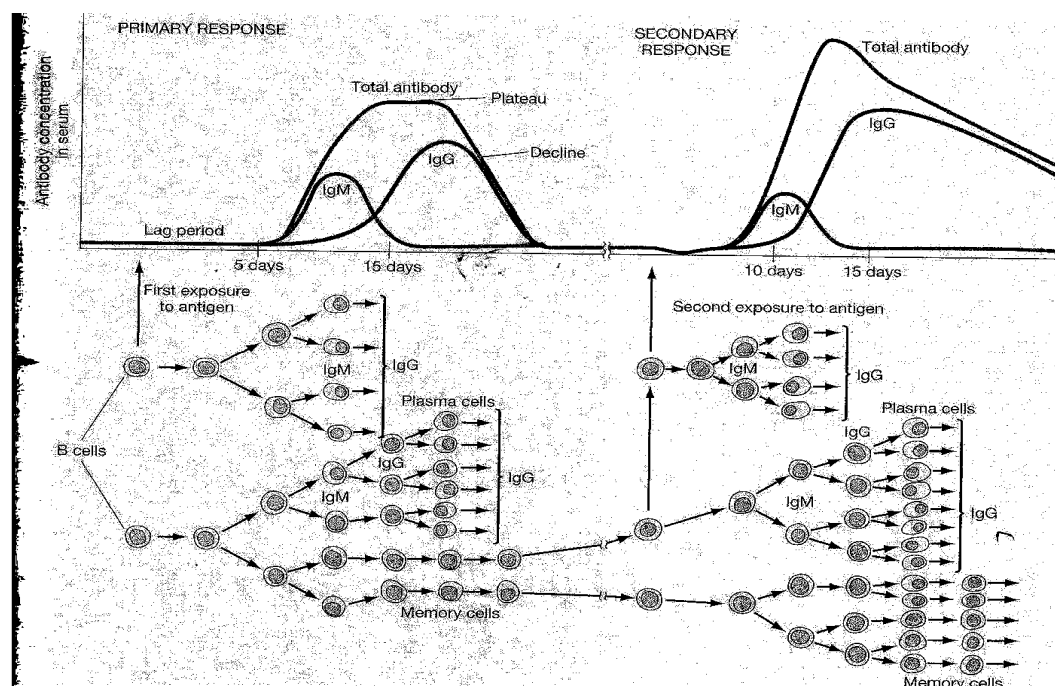 PRIMARY RESPONSE
SECONDARY
RESPONSE
Total antibody
Total antibody
Plateau
IgG
Decline
IgG
IgM
IgM
Antibody concentration
in serum
Lag period
5 days
15 days
10 days
15 days
First exposure
to antigen
Second exposure to antigen
IgM
IgG
IgM
IgG
Plasma cells
Plasma cells
B cells
IgG
IgG
IgM
IgG
IgM
IgG
Memory cells
Memory cells